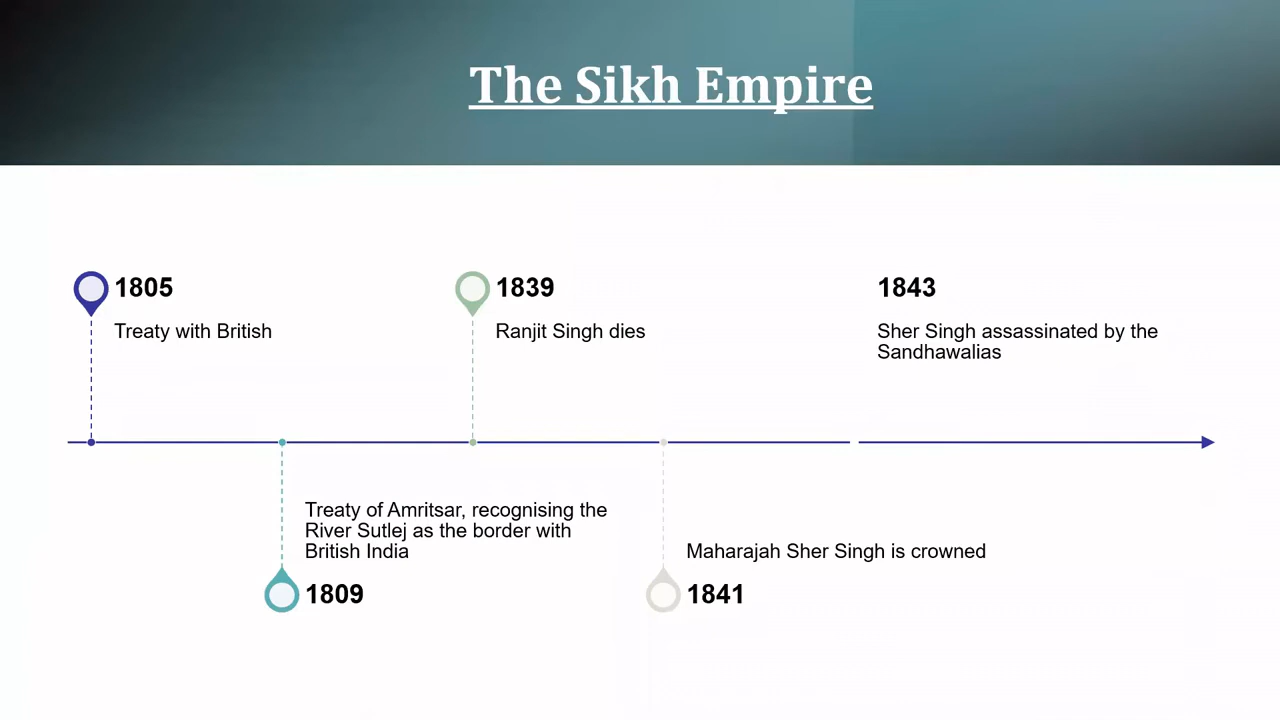 The Sikh Empire
1805
Treaty with British
1839
Ranjit Singh dies
1843
Sher Singh assassinated by the
Sandhawalias
Treaty of Amritsar, recognising the
River Sutlej as the border with
British India
1809
Maharajah Sher Singh is crowned
1841